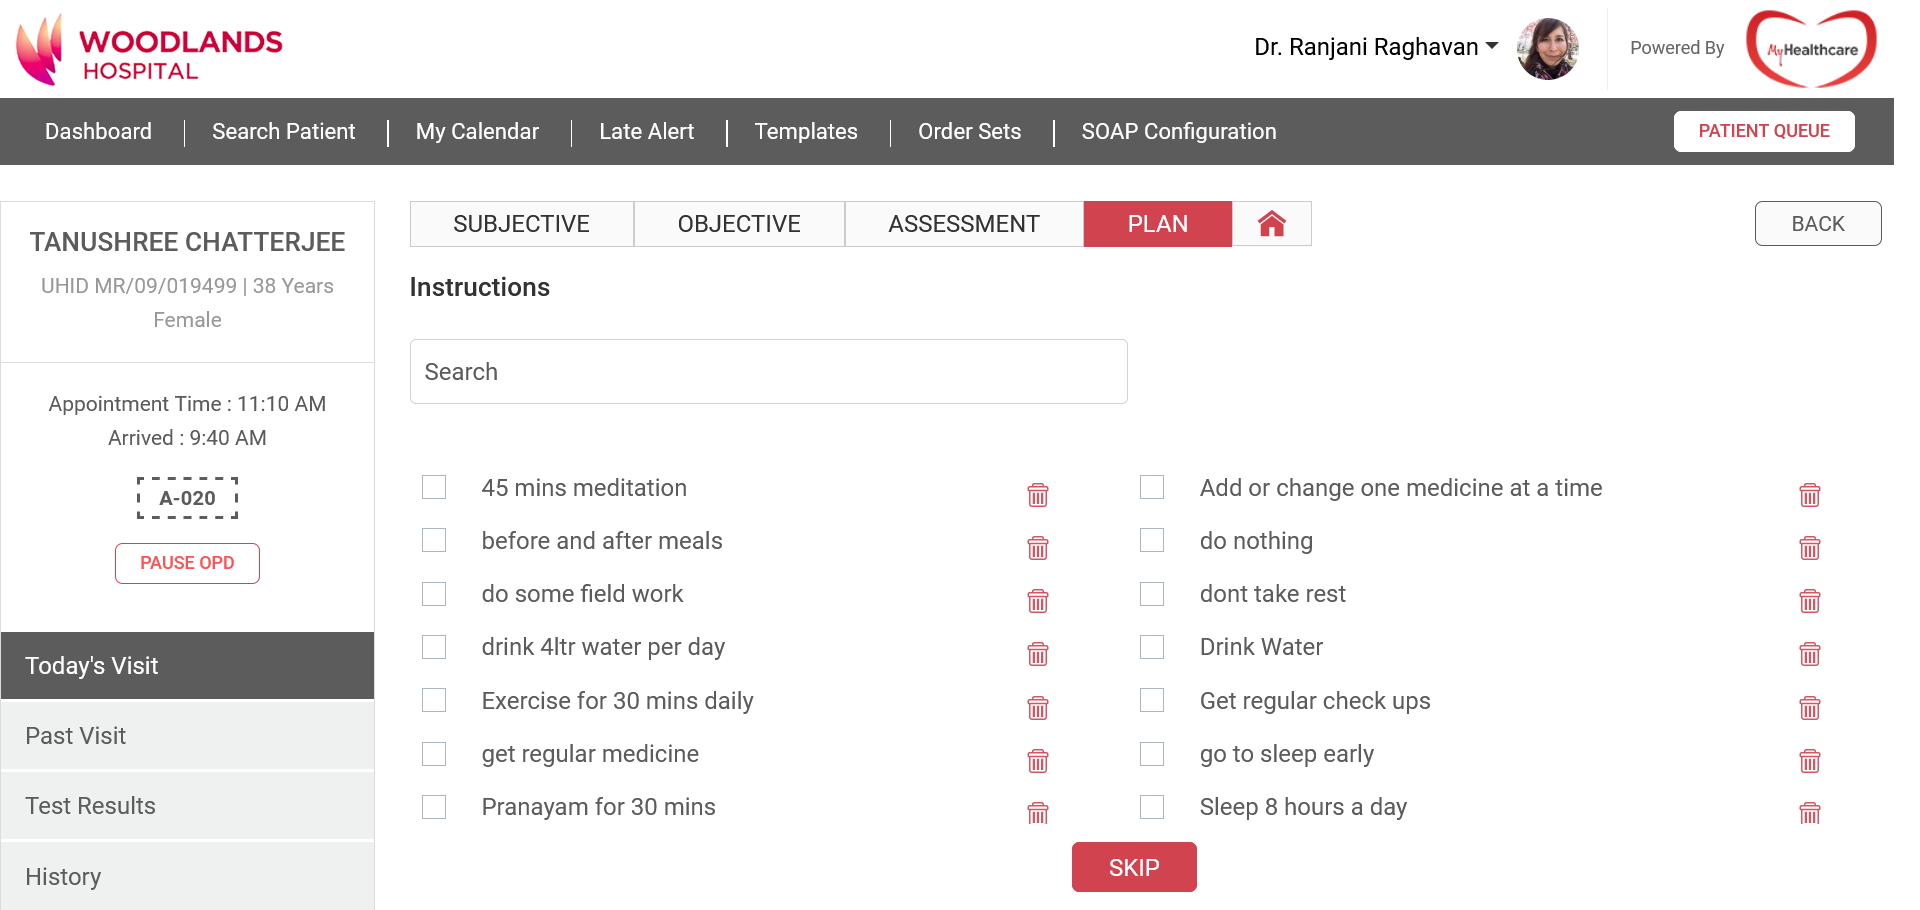 WOODLANDS
HOSPITAL
Dr. Ranjani Raghavan
Powered By
MyHealthcare
Dashboard
Search Patient
My Calendar
Late Alert
Templates
Order Sets
SOAP Configuration
PATIENT QUEUE
TANUSHREE CHATTERJEE
UHID MR/09/019499 | 38 Years
Female
Appointment Time : 11:10 AM
Arrived : 9:40 AM
A-020
PAUSE OPD
Today's Visit
Past Visit
Test Results
History
SUBJECTIVE
OBJECTIVE
ASSESSMENT
PLAN
BACK
Instructions
Search
45 mins meditation
Add or change one medicine at a time
before and after meals
do nothing
do some field work
dont take rest
drink 4ltr water per day
Drink Water
Exercise for 30 mins daily
Get regular check ups
get regular medicine
go to sleep early
Pranayam for 30 mins
Sleep 8 hours a day
SKIP